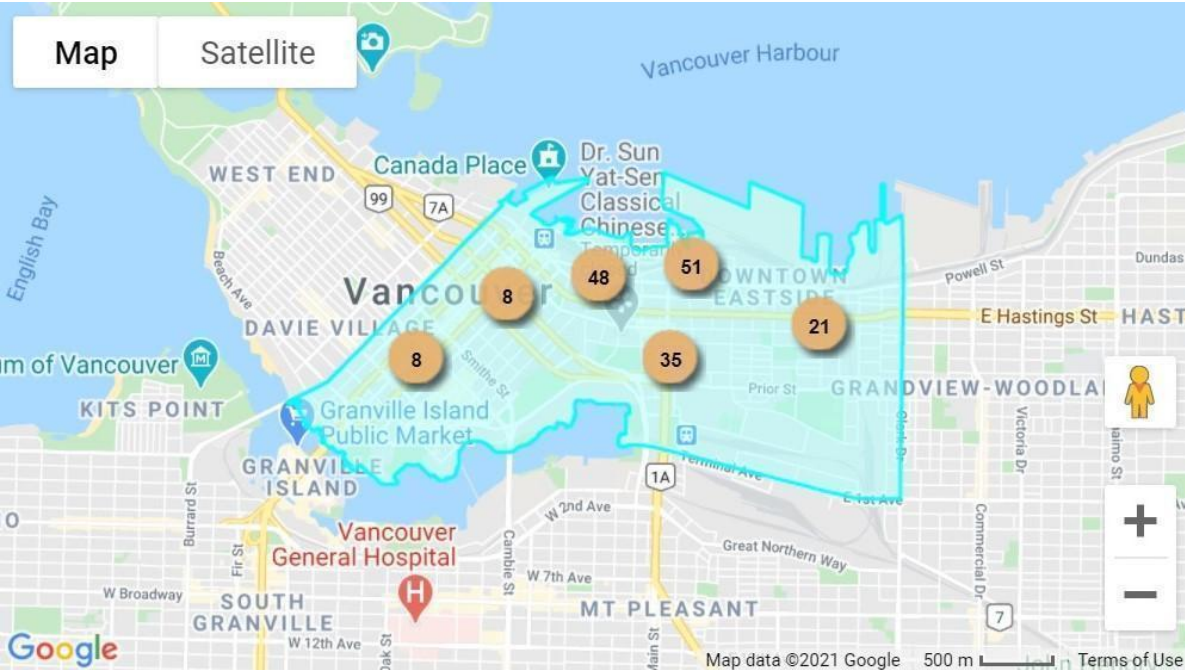 Map
Satellite
Vancouver Harbour
Canada Place
Dr. Sun
Yat-Sen
Classical
Chinese...
WEST END
99
7A
English Bay
Beach Ave
48
51
8
DOWNTOWN
EASTSIDE
Powell St
Dundas
Vancouver
21
E Hastings St
HAST
DAVIE VILLAGE
8
Smithe St
35
Prior St
GRANDVIEW-WOODLA
um of Vancouver
KITS POINT
Granville Island
Public Market
Clark Dr
Victoria Dr
naimo St
GRANVILLE
ISLAND
1A
Terminal Ave
E 1st Ave
Burrard St
Fir St
W 2nd Ave
Vancouver
General Hospital
H
Cambie St
Great Northern Way
Commercial Dr
W 7th Ave
W Broadway
SOUTH
GRANVILLE
MT PLEASANT
7
W 12th Ave
Oak St
Main St
Google
Map data ©2021 Google
500 m
Terms of Use